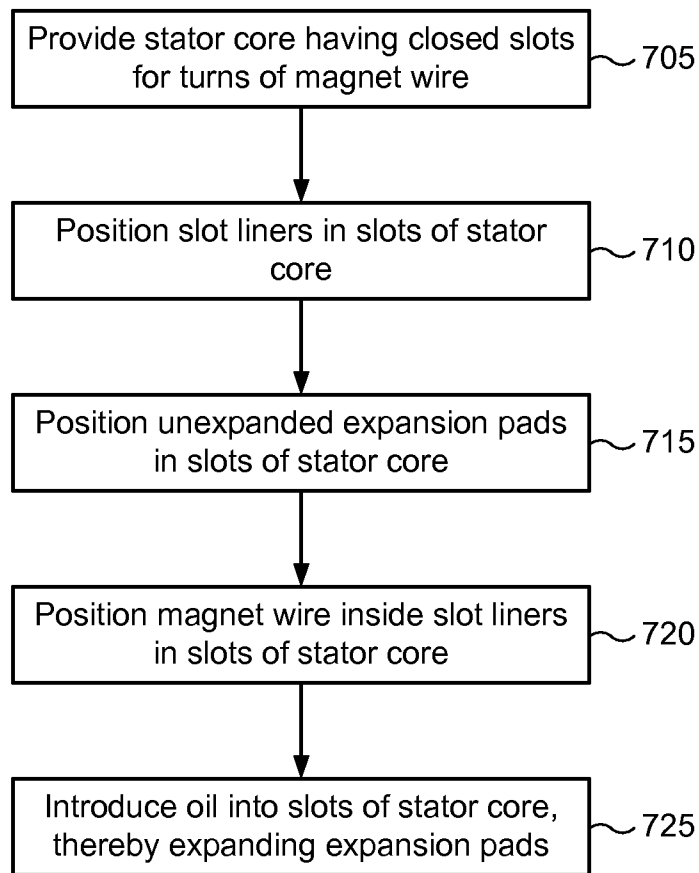 Provide stator core having closed slots
for turns of magnet wire
705
Position slot liners in slots of stator
core
710
Position unexpanded expansion pads
in slots of stator core
715
Position magnet wire inside slot liners
in slots of stator core
720
Introduce oil into slots of stator core,
thereby expanding expansion pads
725